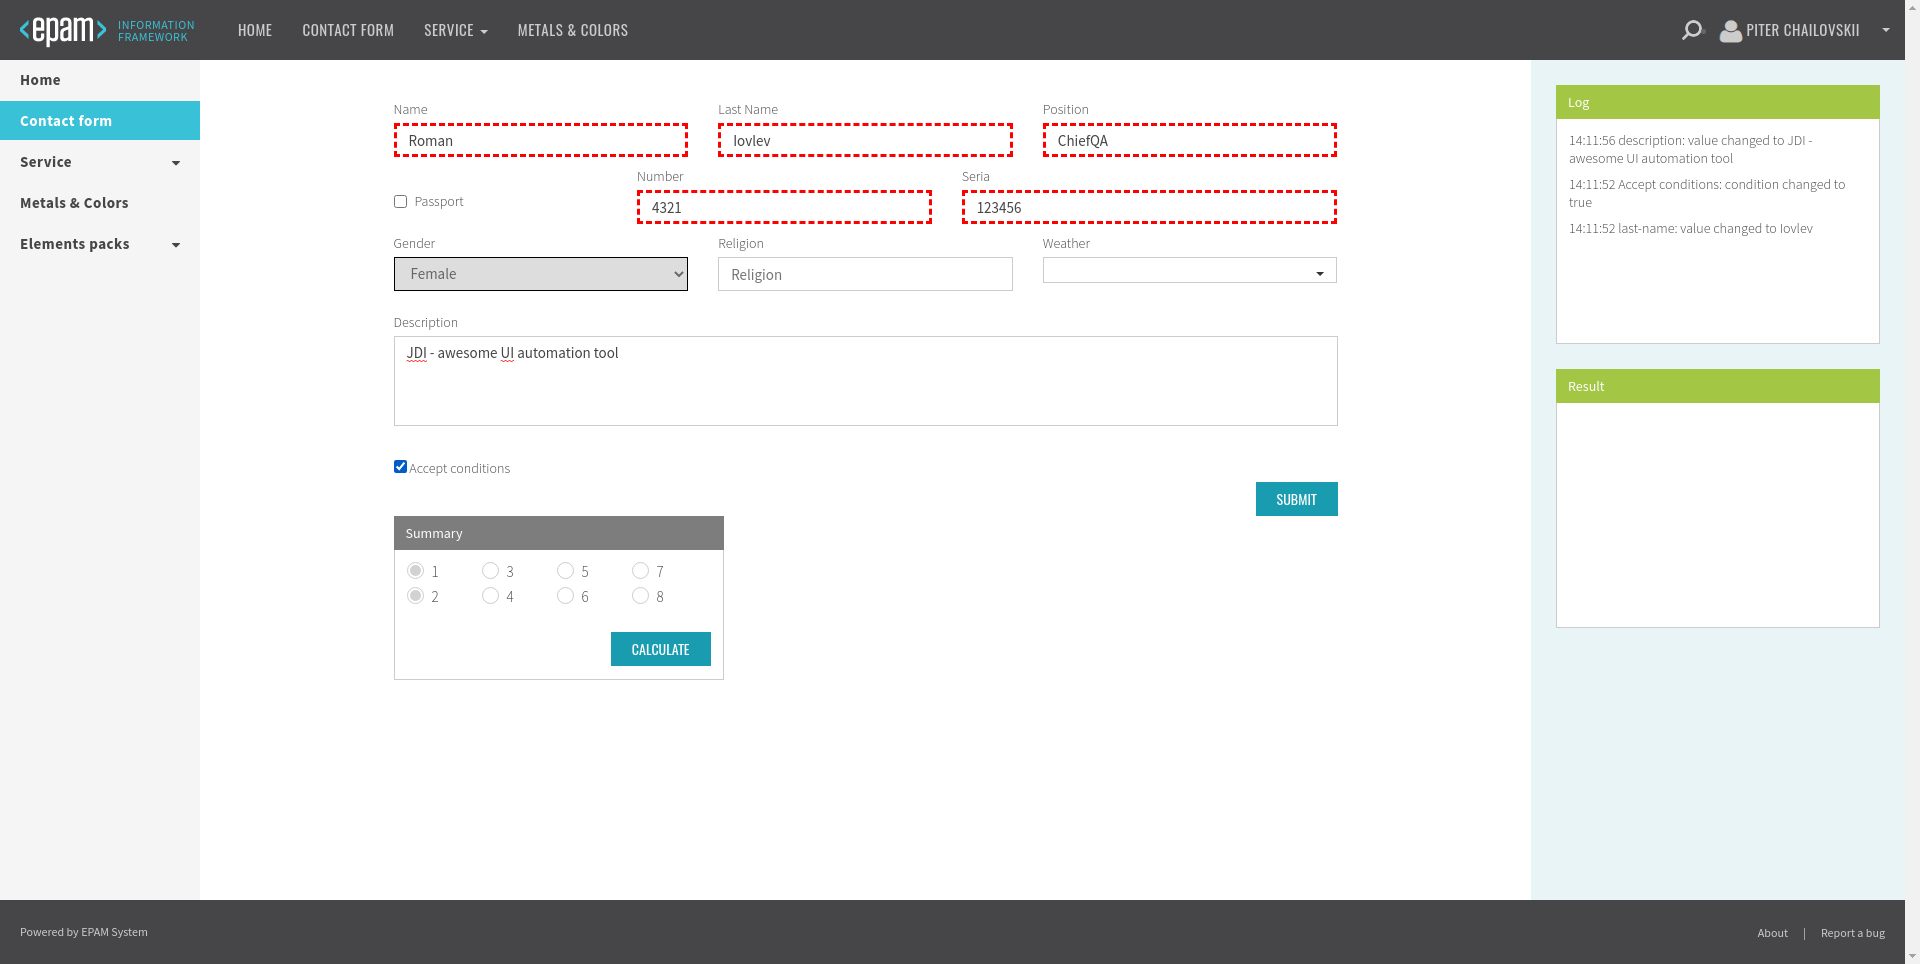 <epam>
INFORMATION
FRAMEWORK
HOME
CONTACT FORM
SERVICE
METALS & COLORS
PITER CHAILOVSKII
Home
Contact form
Service
Metals & Colors
Elements packs
Name
Last Name
Position
Roman
Iovlev
ChiefQA
Passport
Number
Seria
4321
123456
Gender
Religion
Weather
Female
Religion
Description
JDI - awesome UI automation tool
Accept conditions
SUBMIT
Summary
1
3
5
7
2
4
6
8
CALCULATE
Log
14:11:56 description: value changed to JDI -
awesome UI automation tool
14:11:52 Accept conditions: condition changed to
true
14:11:52 last-name: value changed to Iovlev
Result
Powered by EPAM System
About
|
Report a bug